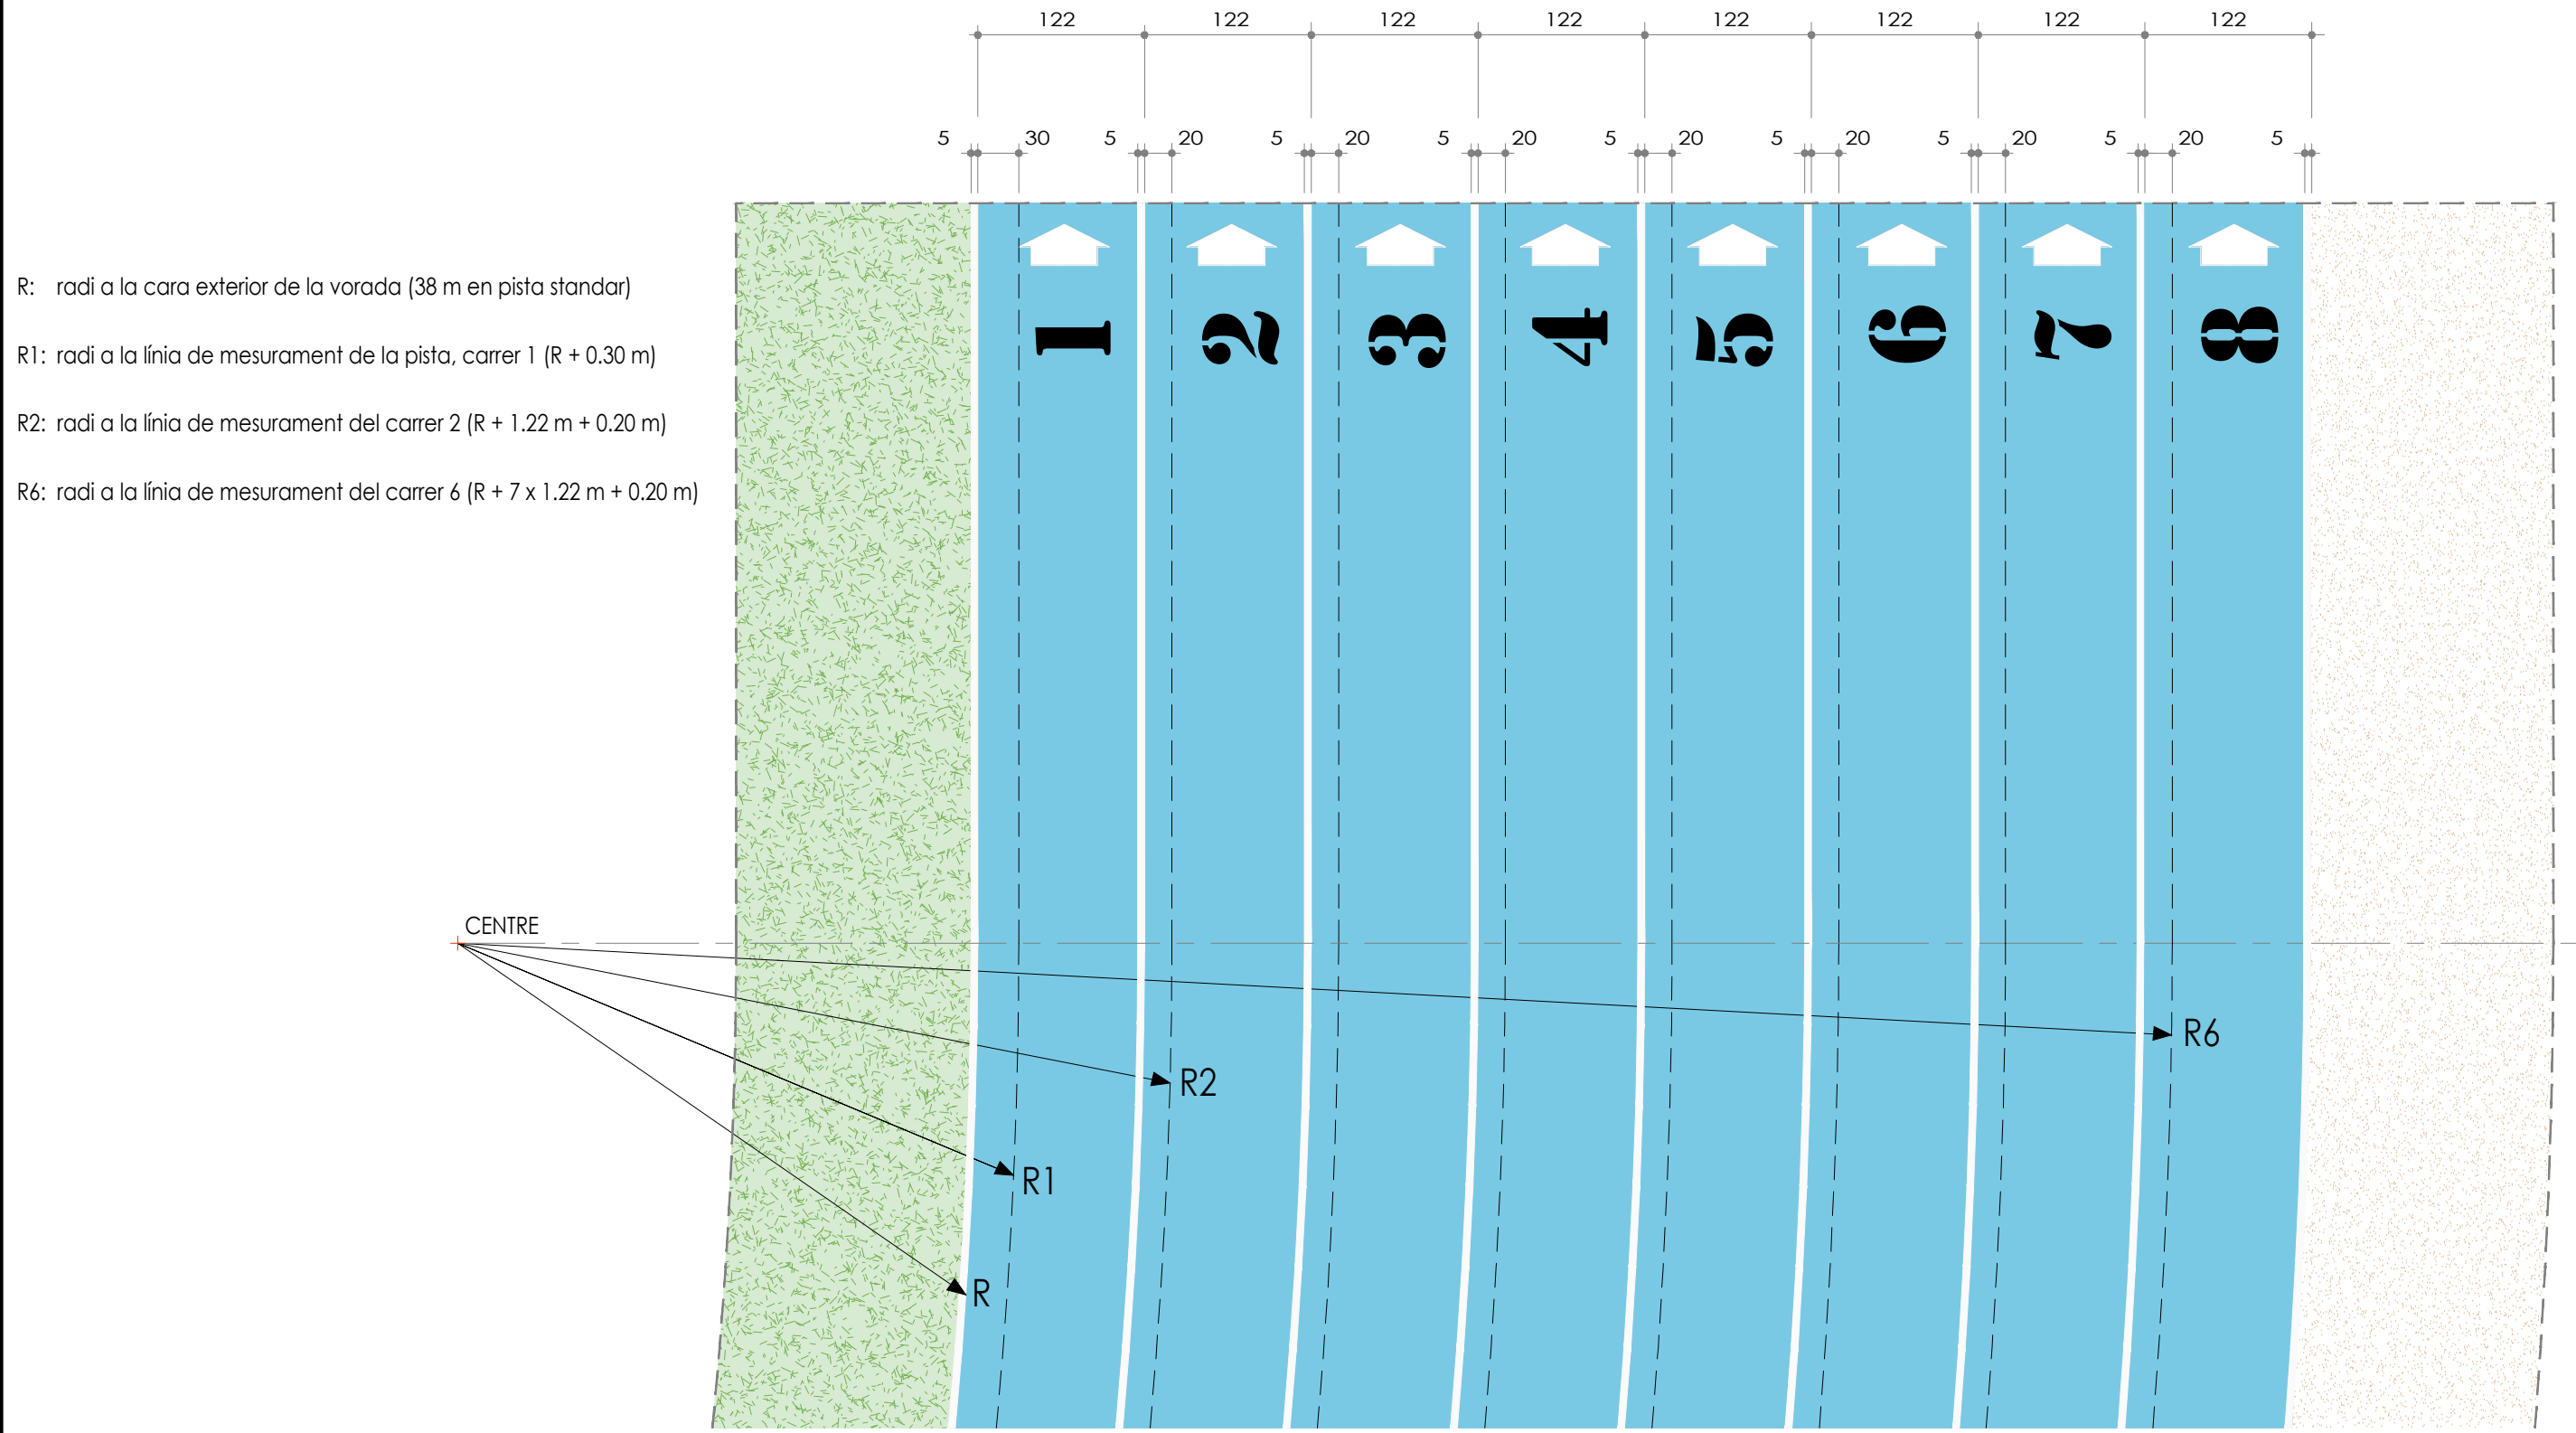 122 122 122 122 122 122 122 122
5 30 5 20 5 20 5 20 5 20 5 20 5 20 5 20 5
R: radi a la cara exterior de la vorada (38 m en pista standar)
R1: radi a la línia de mesurament de la pista, carrer 1 (R + 0.30 m)
R2: radi a la línia de mesurament del carrer 2 (R + 1.22 m + 0.20 m)
R6: radi a la línia de mesurament del carrer 6 (R + 7 x 1.22 m + 0.20 m)
1 2 3 4 5 6 7 8
CENTRE
R6
R2
R1
R